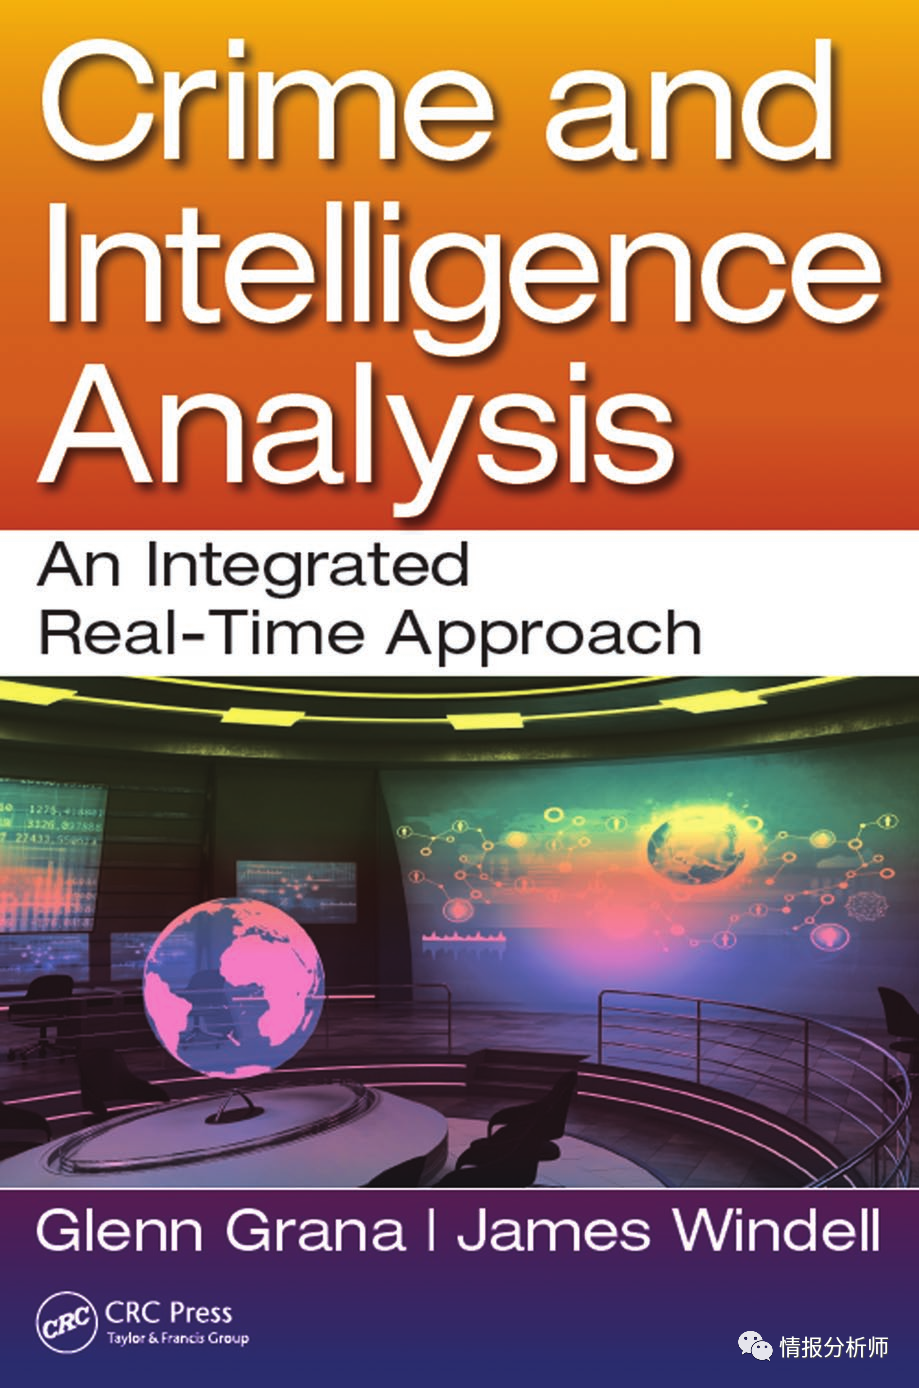 Crime and
Intelligence
Analysis
An Integrated
Real-Time Approach
Glenn Grana | James Windell
CRC
CRC Press
Taylor & Francis Group
情报分析师